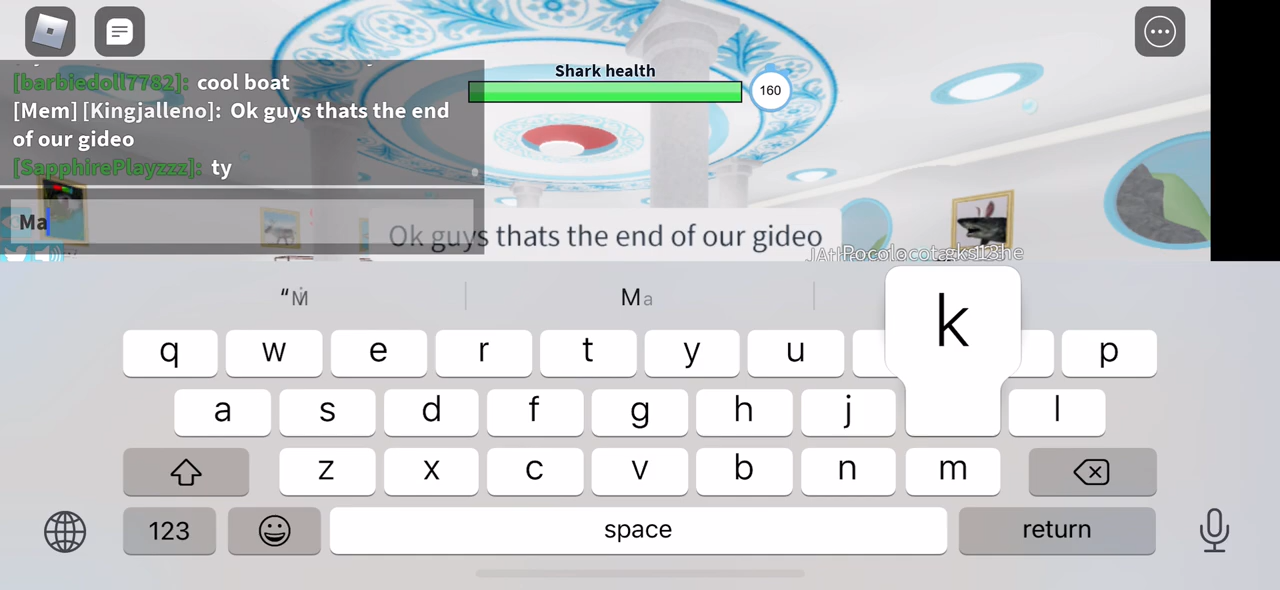 Shark health
160
[barbiedoll7782]: cool boat
[Mem] [Kingjalleno]: Ok guys thats the end
of our gideo
[SapphirePlayzzz]: ty
Ma
Ok guys thats the end of our gideo
“M
Ma
k
q w e r t y u p
a s d f g h j l
z x c v b n m
123 space return